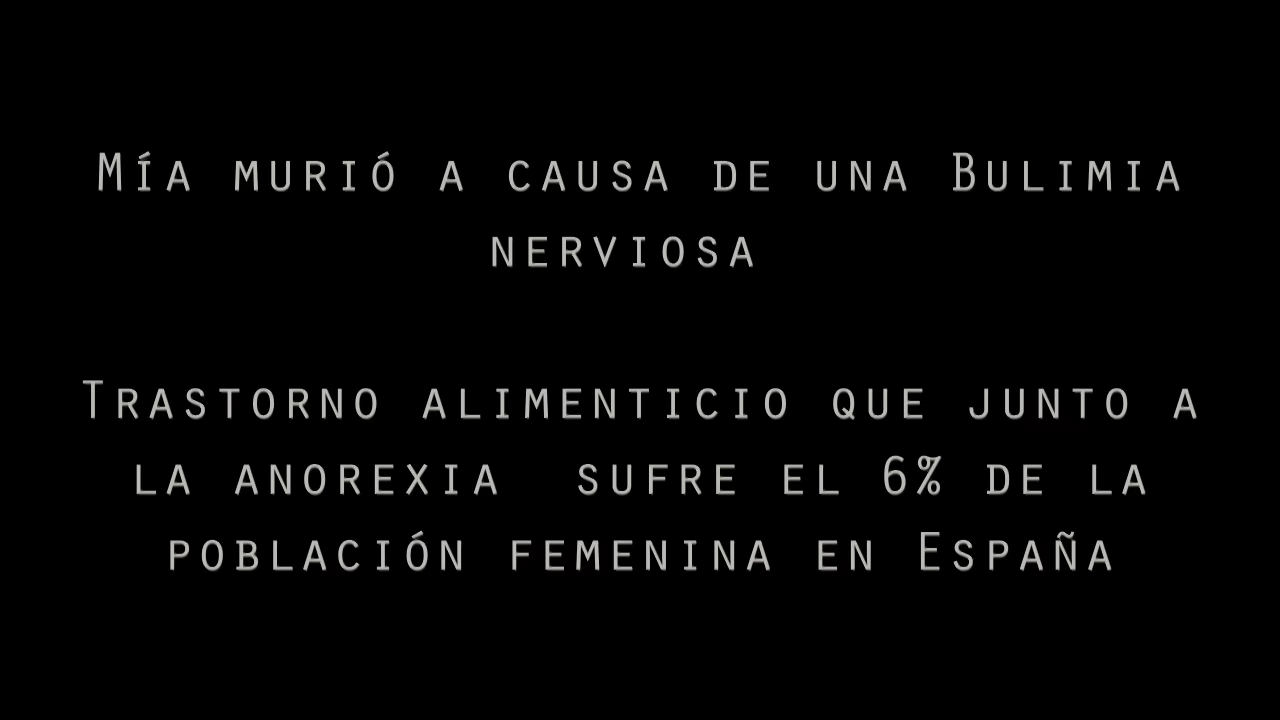 Mía murió a causa de una Bulimia
nerviosa
Trastorno alimenticio que junto a
la anorexia sufre el 6% de la
población femenina en España